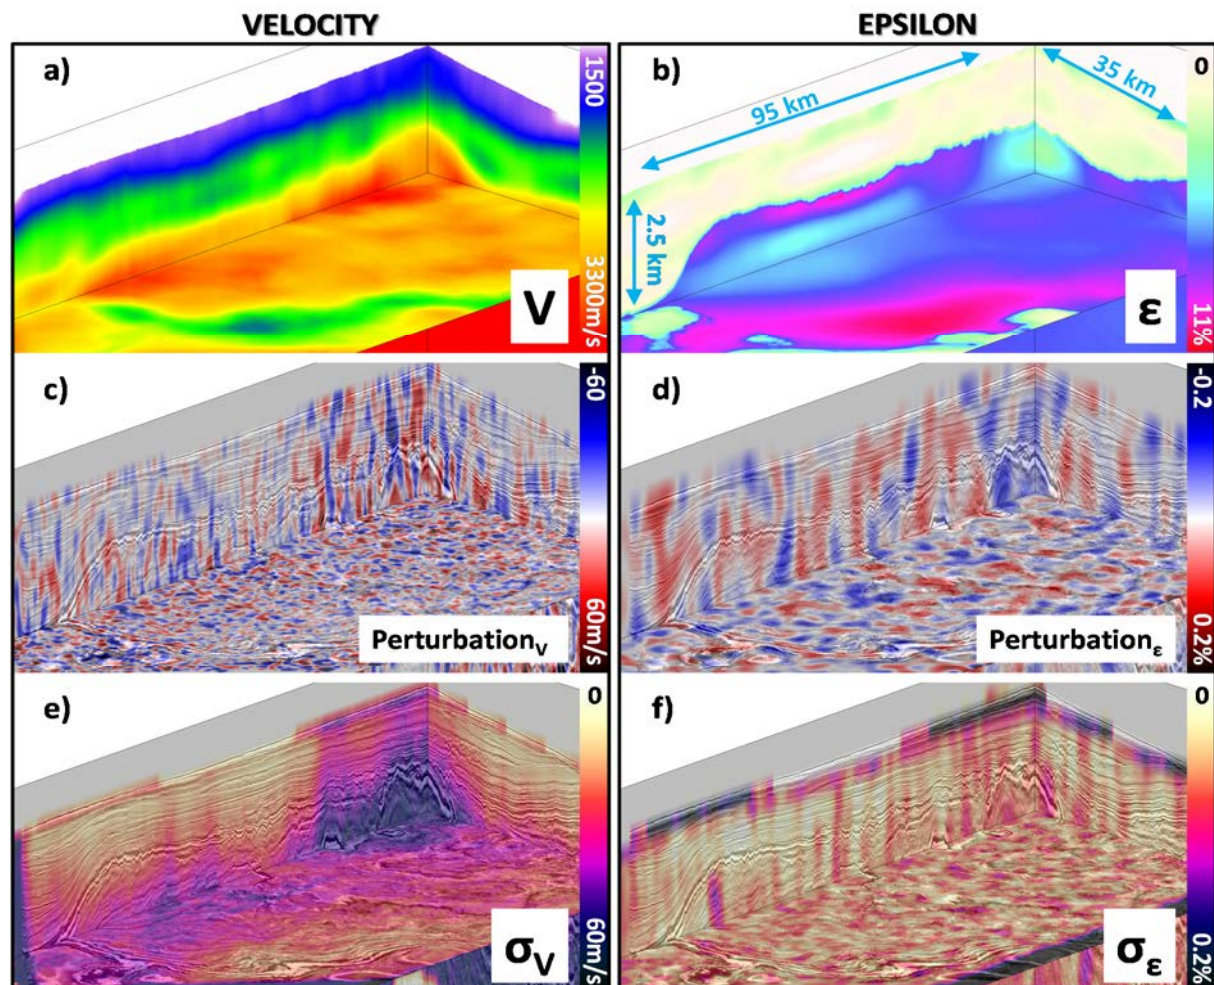 VELOCITY
EPSILON
a)
1500
3300m/s
V
b)
95 km
35 km
2.5 km
0
11%
ε
c)
-60
60m/s
Perturbation_V
d)
-0.2
0.2%
Perturbation_ε
e)
0
60m/s
σ_V
f)
0
0.2%
σ_ε